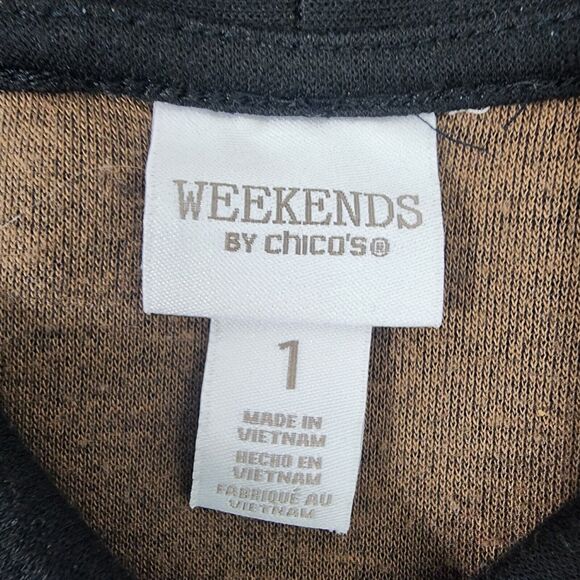 WEEKENDS
BY chico's®
1
MADE IN
VIETNAM
HECHO EN
VIETNAM
FABRIQUÉ AU
VIETNAM